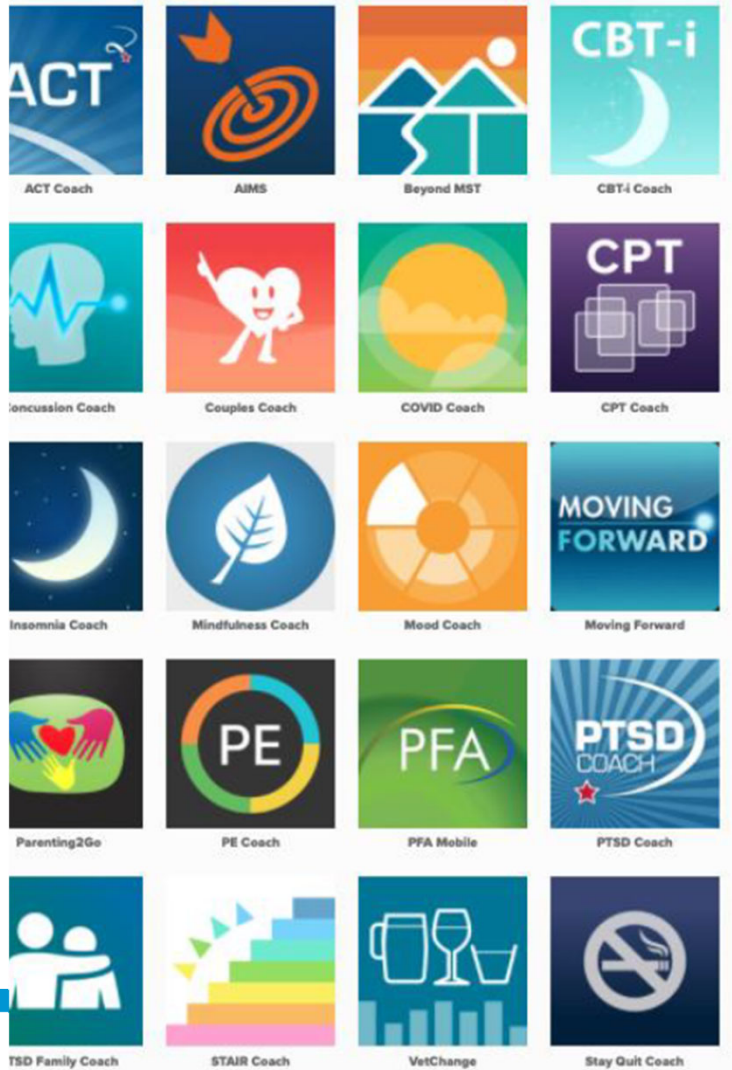 ACT
CBT-i
ACT Coach
AIMS
Beyond MST
CBT-i Coach
CPT
oncussion Coach
Couples Coach
COVID Coach
CPT Coach
MOVING
FORWARD
Insomnia Coach
Mindfulness Coach
Mood Coach
Moving Forward
PE
PFA
PTSD
COACH
Parenting2Go
PE Coach
PFA Mobile
PTSD Coach
TSD Family Coach
STAIR Coach
VetChange
Stay Quit Coach